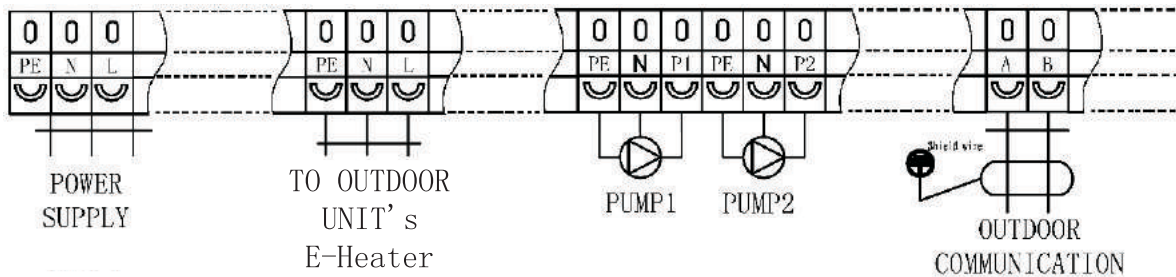 0 0 0 0 0 0 0 0 0 0 0 0 0 0
PE N L PE N L PE N P1 PE N P2 A B
Shield wire
POWER
SUPPLY
TO OUTDOOR
UNIT's
E-Heater
PUMP1
PUMP2
OUTDOOR
COMMUNICATION